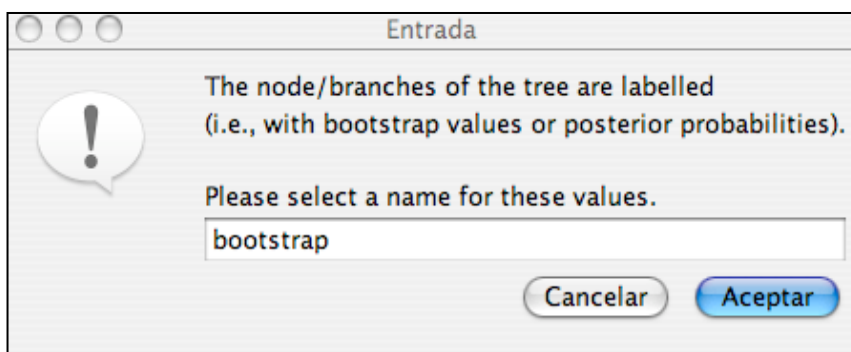 Entrada
The node/branches of the tree are labelled
(i.e., with bootstrap values or posterior probabilities).
Please select a name for these values.
bootstrap
Cancelar Aceptar